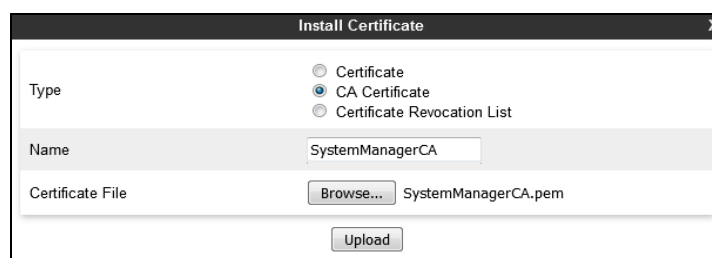 Install Certificate X
Type
Certificate
CA Certificate
Certificate Revocation List
Name SystemManagerCA
Certificate File Browse... SystemManagerCA.pem
Upload